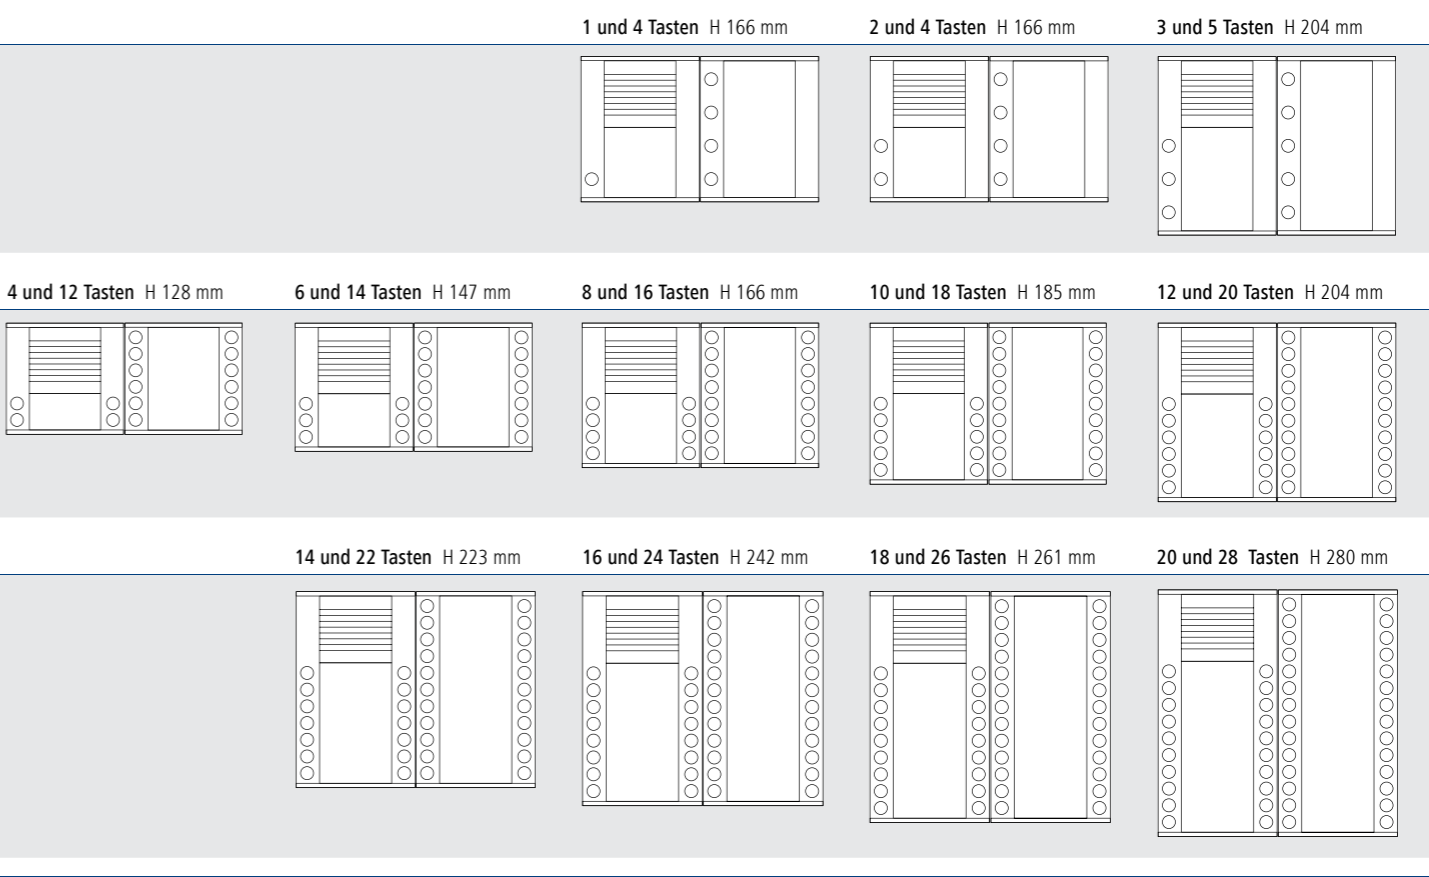 1 und 4 Tasten H 166 mm
2 und 4 Tasten H 166 mm
3 und 5 Tasten H 204 mm
4 und 12 Tasten H 128 mm
6 und 14 Tasten H 147 mm
8 und 16 Tasten H 166 mm
10 und 18 Tasten H 185 mm
12 und 20 Tasten H 204 mm
14 und 22 Tasten H 223 mm
16 und 24 Tasten H 242 mm
18 und 26 Tasten H 261 mm
20 und 28 Tasten H 280 mm